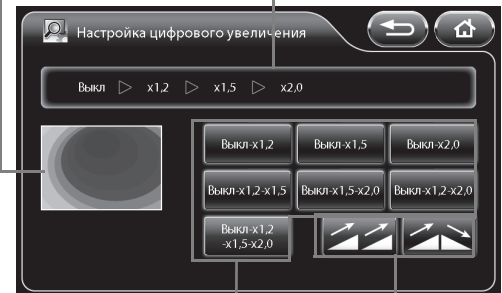 Настройка цифрового увеличения
Выкл ▷ x1,2 ▷ x1,5 ▷ x2,0
Выкл-x1,2 Выкл-x1,5 Выкл-x2,0
Выкл-x1,2-x1,5 Выкл-x1,5-x2,0 Выкл-x1,2-x2,0
Выкл-x1,2
-x1,5-x2,0